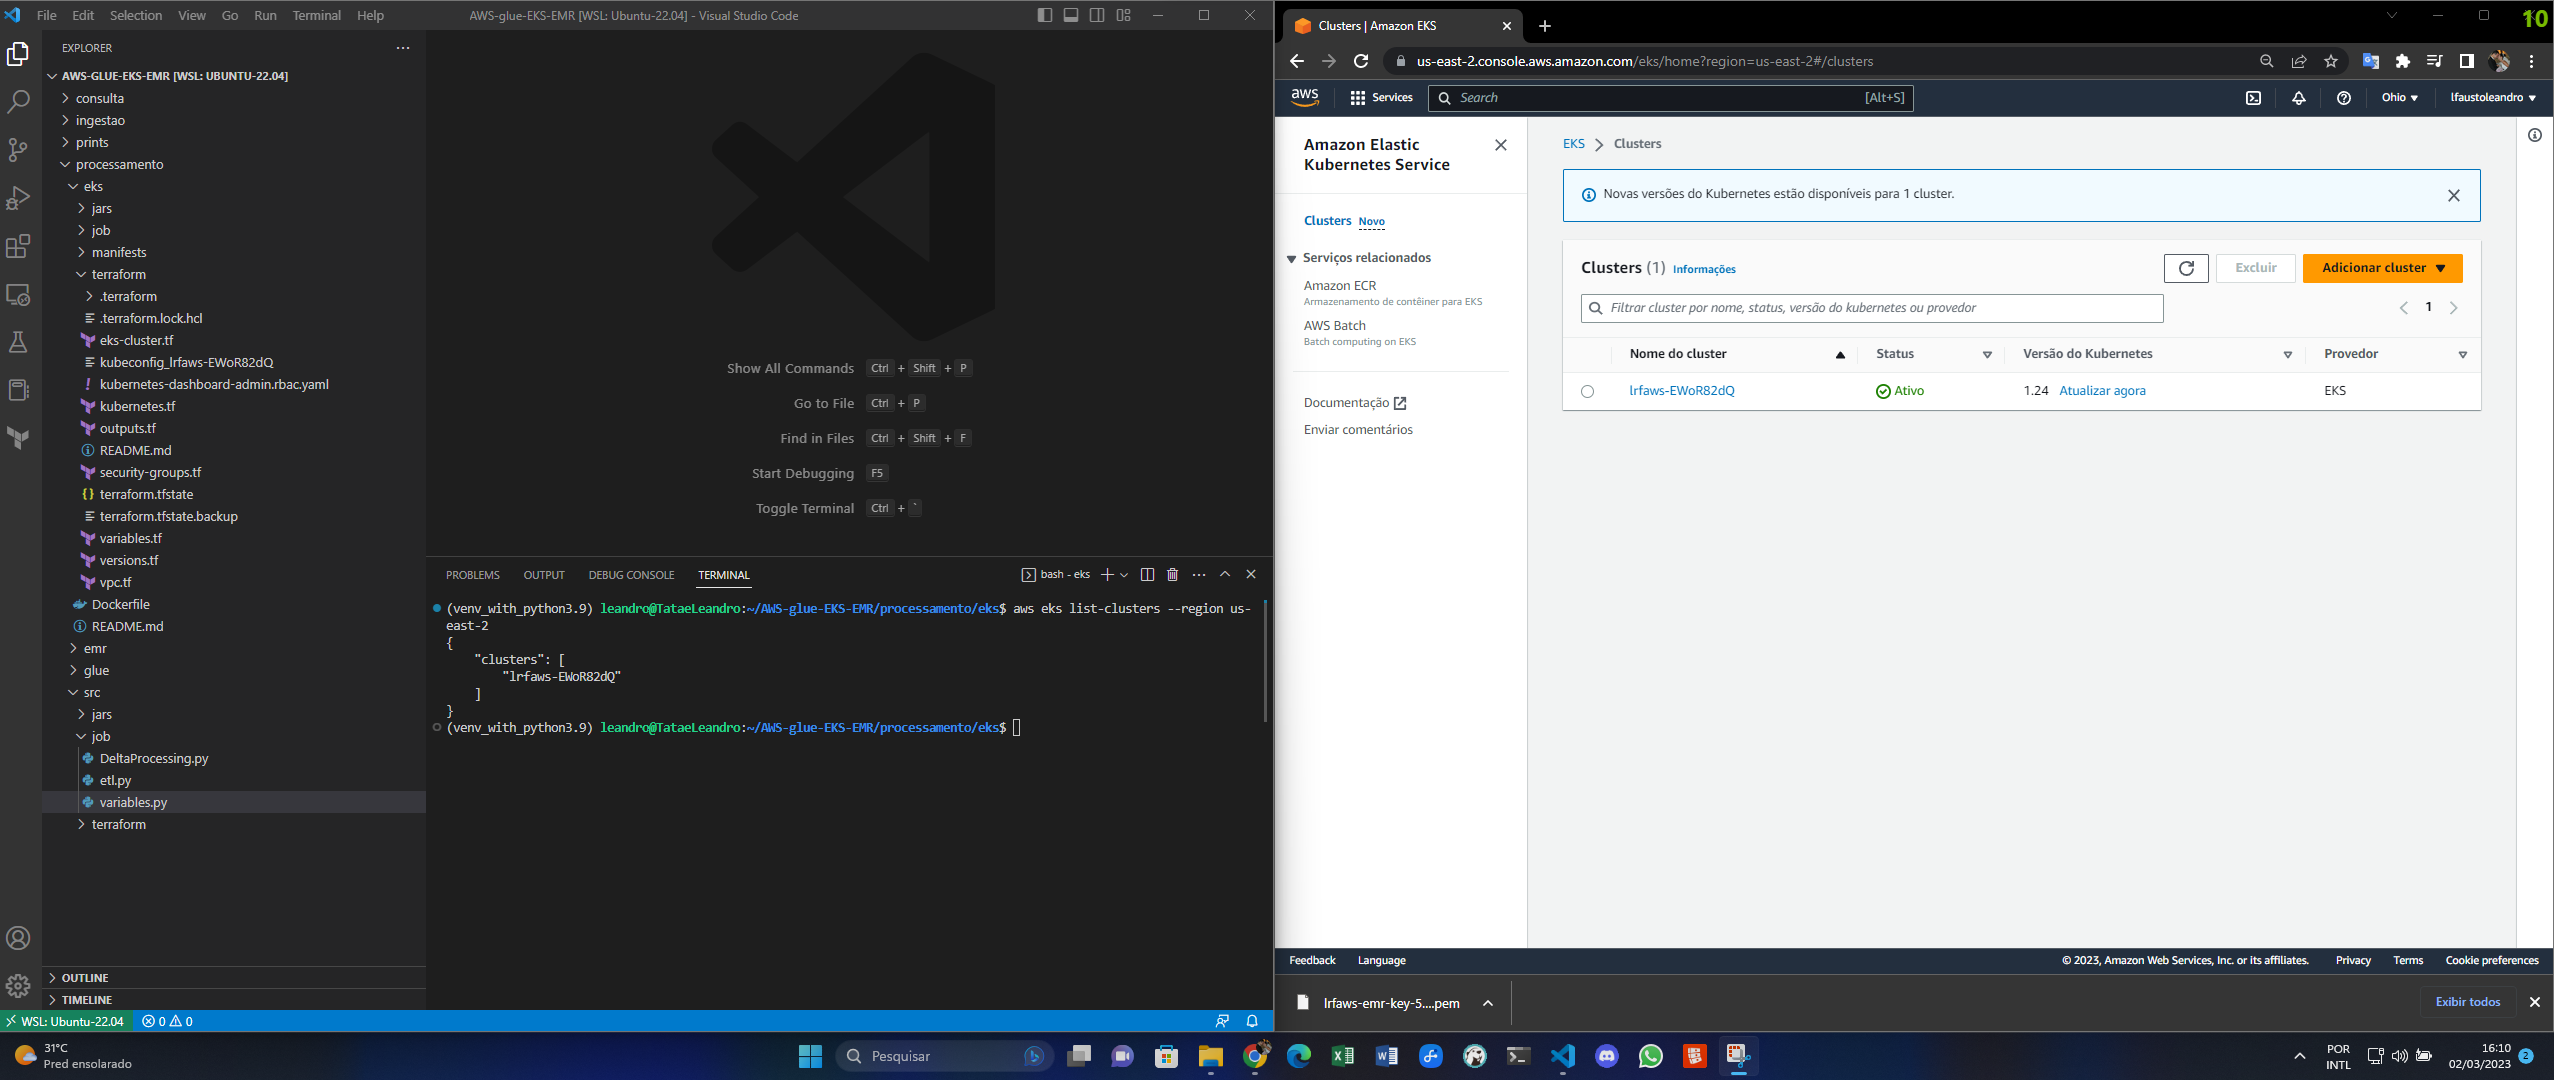 File Edit Selection View Go Run Terminal Help
AWS-glue-EKS-EMR [WSL: Ubuntu-22.04] - Visual Studio Code
EXPLORER
AWS-GLUE-EKS-EMR [WSL: UBUNTU-22.04]
consulta
ingestao
prints
processamento
eks
jars
job
manifests
terraform
.terraform
.terraform.lock.hcl
eks-cluster.tf
kubeconfig_lrfaws-EWoR82dQ
! kubernetes-dashboard-admin.rbac.yaml
kubernetes.tf
outputs.tf
README.md
security-groups.tf
{} terraform.tfstate
terraform.tfstate.backup
variables.tf
versions.tf
vpc.tf
Dockerfile
README.md
emr
glue
src
jars
job
DeltaProcessing.py
etl.py
variables.py
terraform
OUTLINE
TIMELINE
Show All Commands Ctrl + Shift + P
Go to File Ctrl + P
Find in Files Ctrl + Shift + F
Start Debugging F5
Toggle Terminal Ctrl + `
PROBLEMS OUTPUT DEBUG CONSOLE TERMINAL
bash - eks
(venv_with_python3.9) leandro@TataeLeandro:~/AWS-glue-EKS-EMR/processamento/eks$ aws eks list-clusters --region us-
east-2
{
"clusters": [
"lrfaws-EWoR82dQ"
]
}
(venv_with_python3.9) leandro@TataeLeandro:~/AWS-glue-EKS-EMR/processamento/eks$
WSL: Ubuntu-22.04 0 0
Clusters | Amazon EKS
10
us-east-2.console.aws.amazon.com/eks/home?region=us-east-2#/clusters
aws Services Search [Alt+S] Ohio lfaustoleandro
Amazon Elastic
Kubernetes Service
Clusters Novo
Serviços relacionados
Amazon ECR
Armazenamento de contêiner para EKS
AWS Batch
Batch computing on EKS
Documentação
Enviar comentários
EKS > Clusters
Novas versões do Kubernetes estão disponíveis para 1 cluster.
Clusters (1) Informações
Excluir
Adicionar cluster
Filtrar cluster por nome, status, versão do kubernetes ou provedor
1
Nome do cluster Status Versão do Kubernetes Provedor
lrfaws-EWoR82dQ Ativo 1.24 Atualizar agora EKS
Feedback Language
© 2023, Amazon Web Services, Inc. or its affiliates. Privacy Terms Cookie preferences
lrfaws-emr-key-5....pem
Exibir todos
31°C
Pred ensolarado
Pesquisar
POR
INTL
16:10
02/03/2023
2